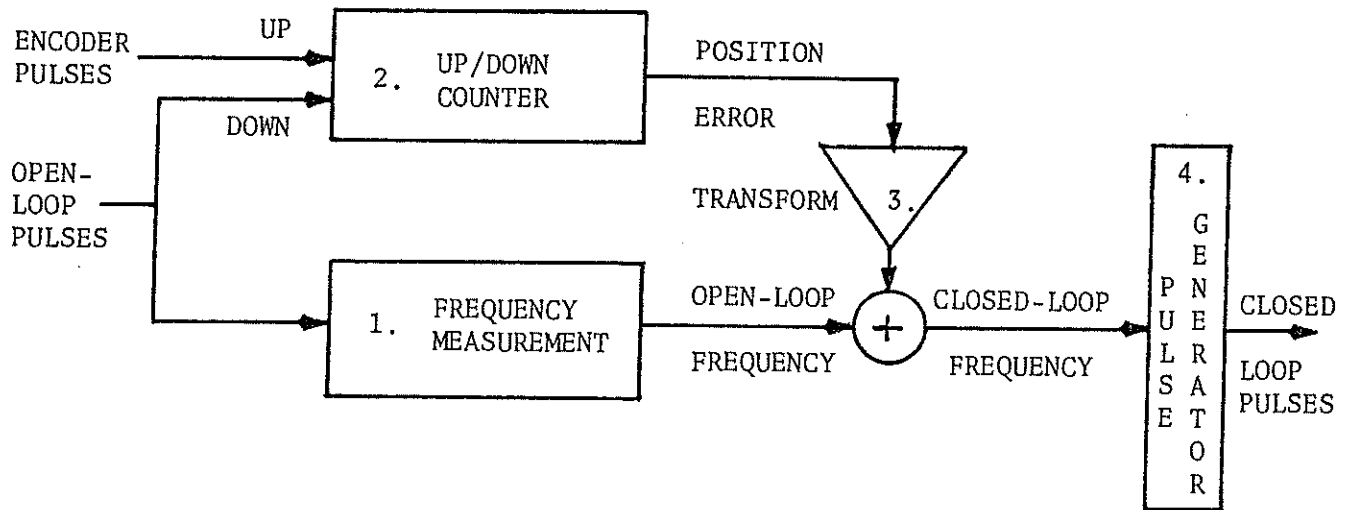 ENCODER
PULSES
UP
DOWN
2. UP/DOWN
COUNTER
POSITION
ERROR
OPEN-
LOOP
PULSES
TRANSFORM
3.
1. FREQUENCY
MEASUREMENT
OPEN-LOOP
FREQUENCY
+
CLOSED-LOOP
FREQUENCY
4.
PULSE
GENERATOR
CLOSED
LOOP
PULSES